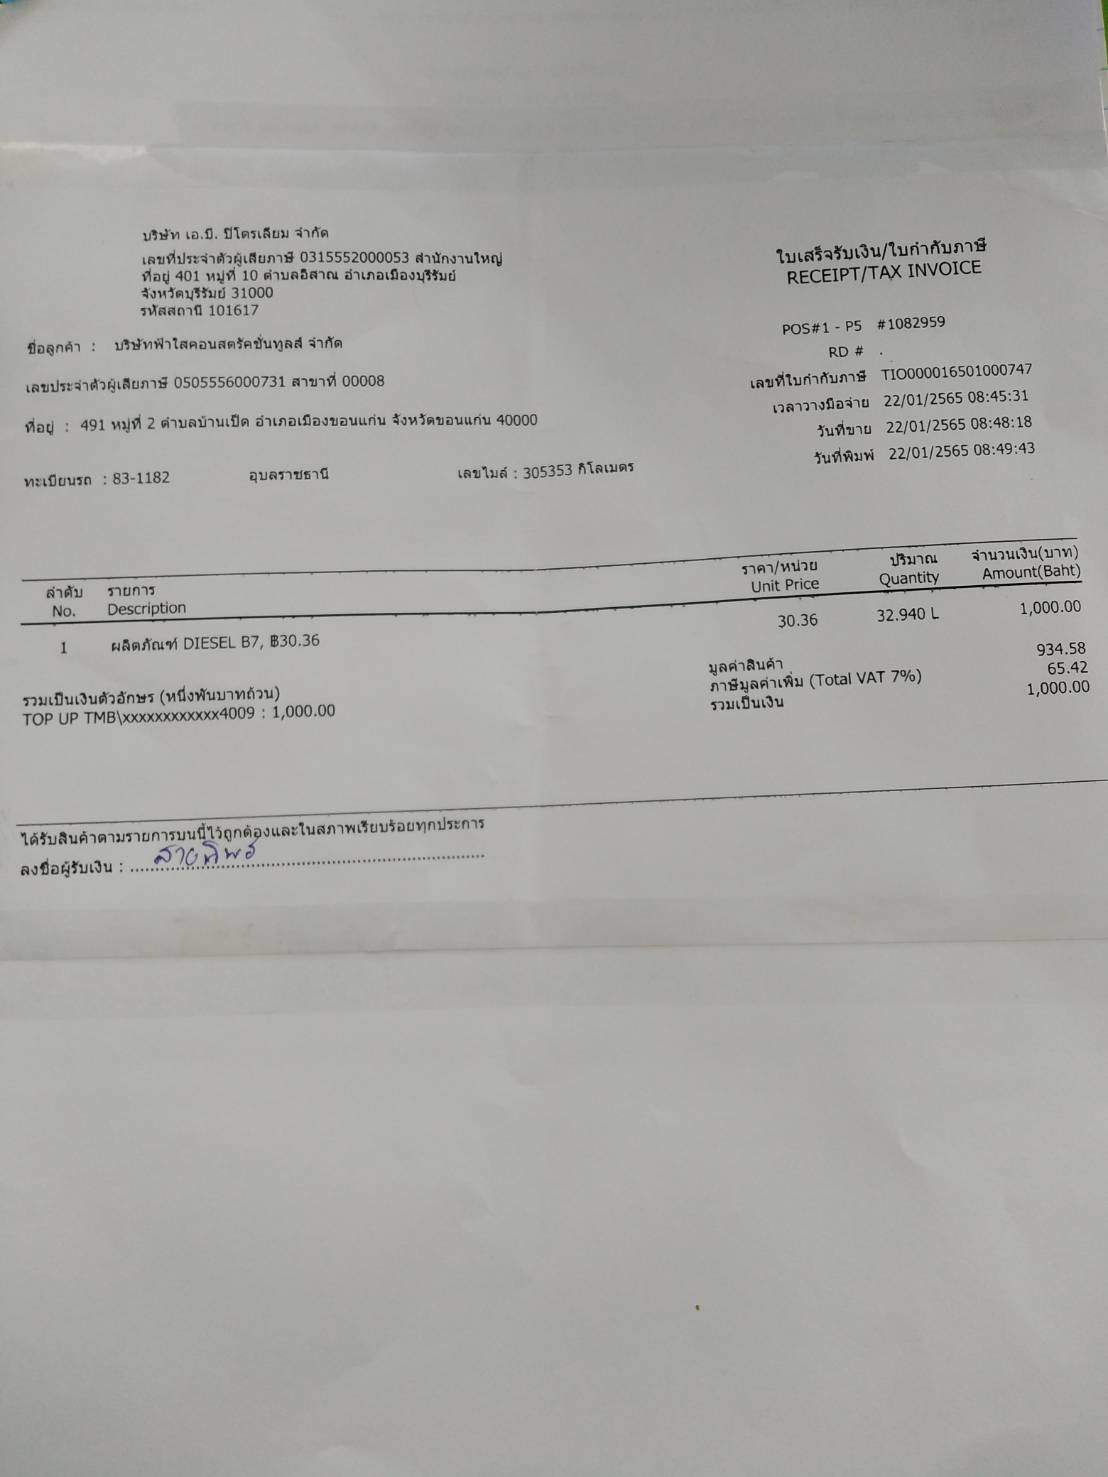 บริษัท เอ.บี. ปิโตรเลียม จำกัด
เลขที่ประจำตัวผู้เสียภาษี 0315552000053 สำนักงานใหญ่
ที่อยู่ 401 หมู่ที่ 10 ตำบลอิสาณ อำเภอเมืองบุรีรัมย์
จังหวัดบุรีรัมย์ 31000
รหัสสถานี 101617
ใบเสร็จรับเงิน/ใบกำกับภาษี
RECEIPT/TAX INVOICE
POS#1 - P5 #1082959
RD # .
เลขที่ใบกำกับภาษี TIO000016501000747
เวลาวางมือจ่าย 22/01/2565 08:45:31
วันที่ขาย 22/01/2565 08:48:18
วันที่พิมพ์ 22/01/2565 08:49:43
ชื่อลูกค้า : บริษัทฟ้าใสคอนสตรัคชั่นทูลส์ จำกัด
เลขประจำตัวผู้เสียภาษี 0505556000731 สาขาที่ 00008
ที่อยู่ : 491 หมู่ที่ 2 ตำบลบ้านเป็ด อำเภอเมืองขอนแก่น จังหวัดขอนแก่น 40000
ทะเบียนรถ : 83-1182 อุบลราชธานี เลขไมล์ : 305353 กิโลเมตร
ลำดับ รายการ ราคา/หน่วย ปริมาณ จำนวนเงิน(บาท)
No. Description Unit Price Quantity Amount(Baht)
1 ผลิตภัณฑ์ DIESEL B7, ฿30.36 30.36 32.940 L 1,000.00
มูลค่าสินค้า 934.58
ภาษีมูลค่าเพิ่ม (Total VAT 7%) 65.42
รวมเป็นเงิน 1,000.00
รวมเป็นเงินตัวอักษร (หนึ่งพันบาทถ้วน)
TOP UP TMB\xxxxxxxxxxxx4009 : 1,000.00
ได้รับสินค้าตามรายการบนนี้ไว้ถูกต้องและในสภาพเรียบร้อยทุกประการ
ลงชื่อผู้รับเงิน : สายทิพย์